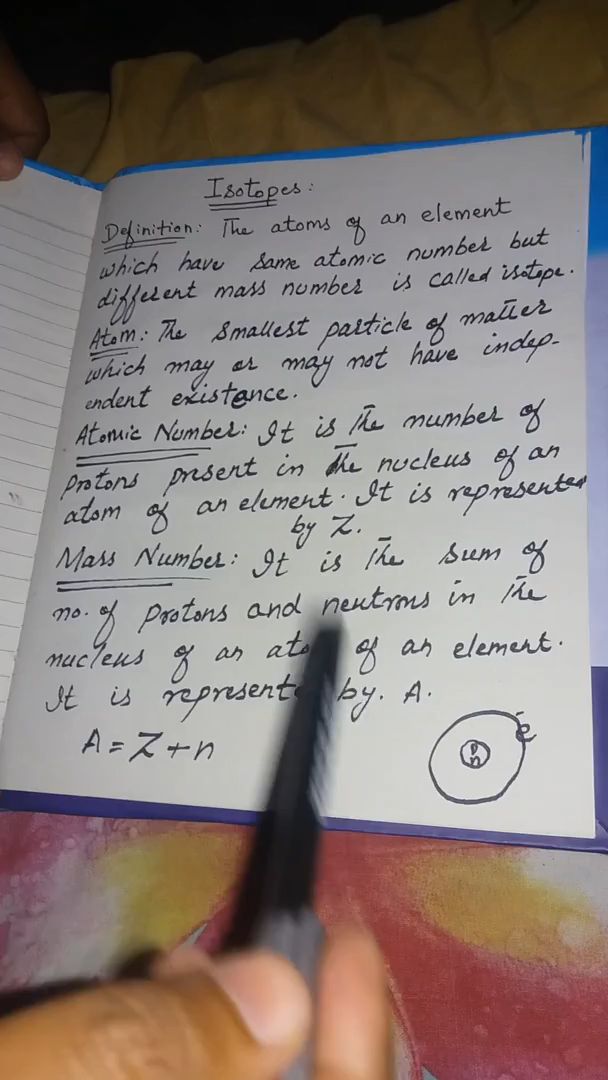 Isotopes:
Definition: The atoms of an element
which have same atomic number but
different mass number is called isotope.
Atom: The smallest particle of matter
which may or may not have indep-
endent existence.
Atomic Number: It is the number of
Protons present in the nucleus of an
atom of an element. It is represented
by Z.
Mass Number: It is the sum of
no. of Protons and neutrons in the
nucleus of an of an element.
It is by. A.
A = Z + n
e
n